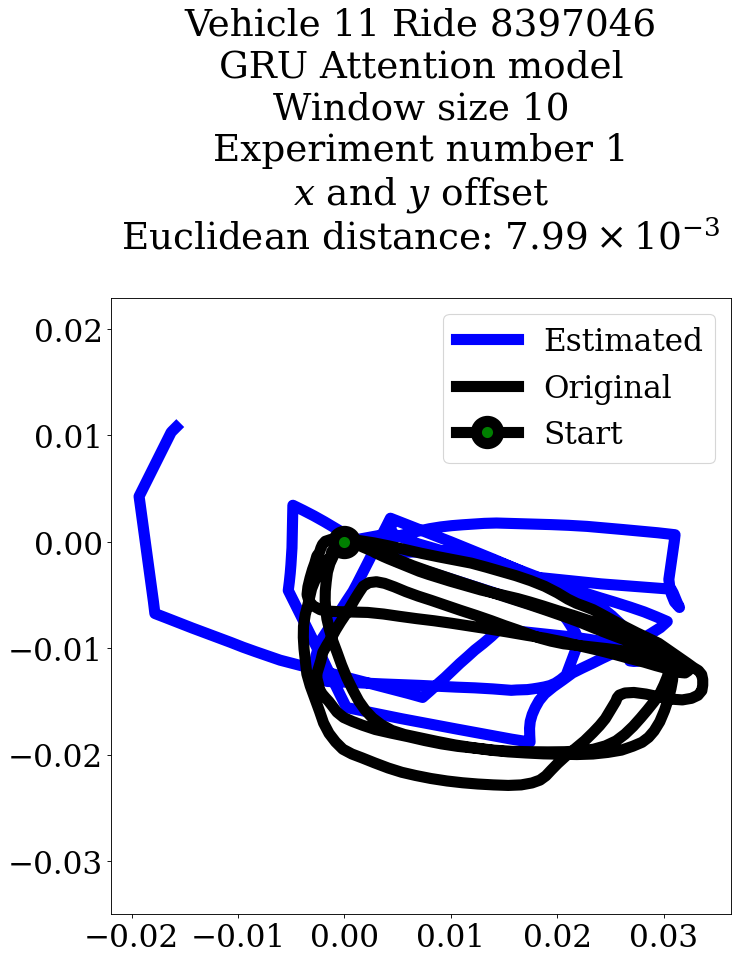 Vehicle 11 Ride 8397046
GRU Attention model
Window size 10
Experiment number 1
x and y offset
Euclidean distance: 7.99 × 10⁻³
Estimated
Original
Start
0.02
0.01
0.00
−0.01
−0.02
−0.03
−0.02 −0.01 0.00 0.01 0.02 0.03